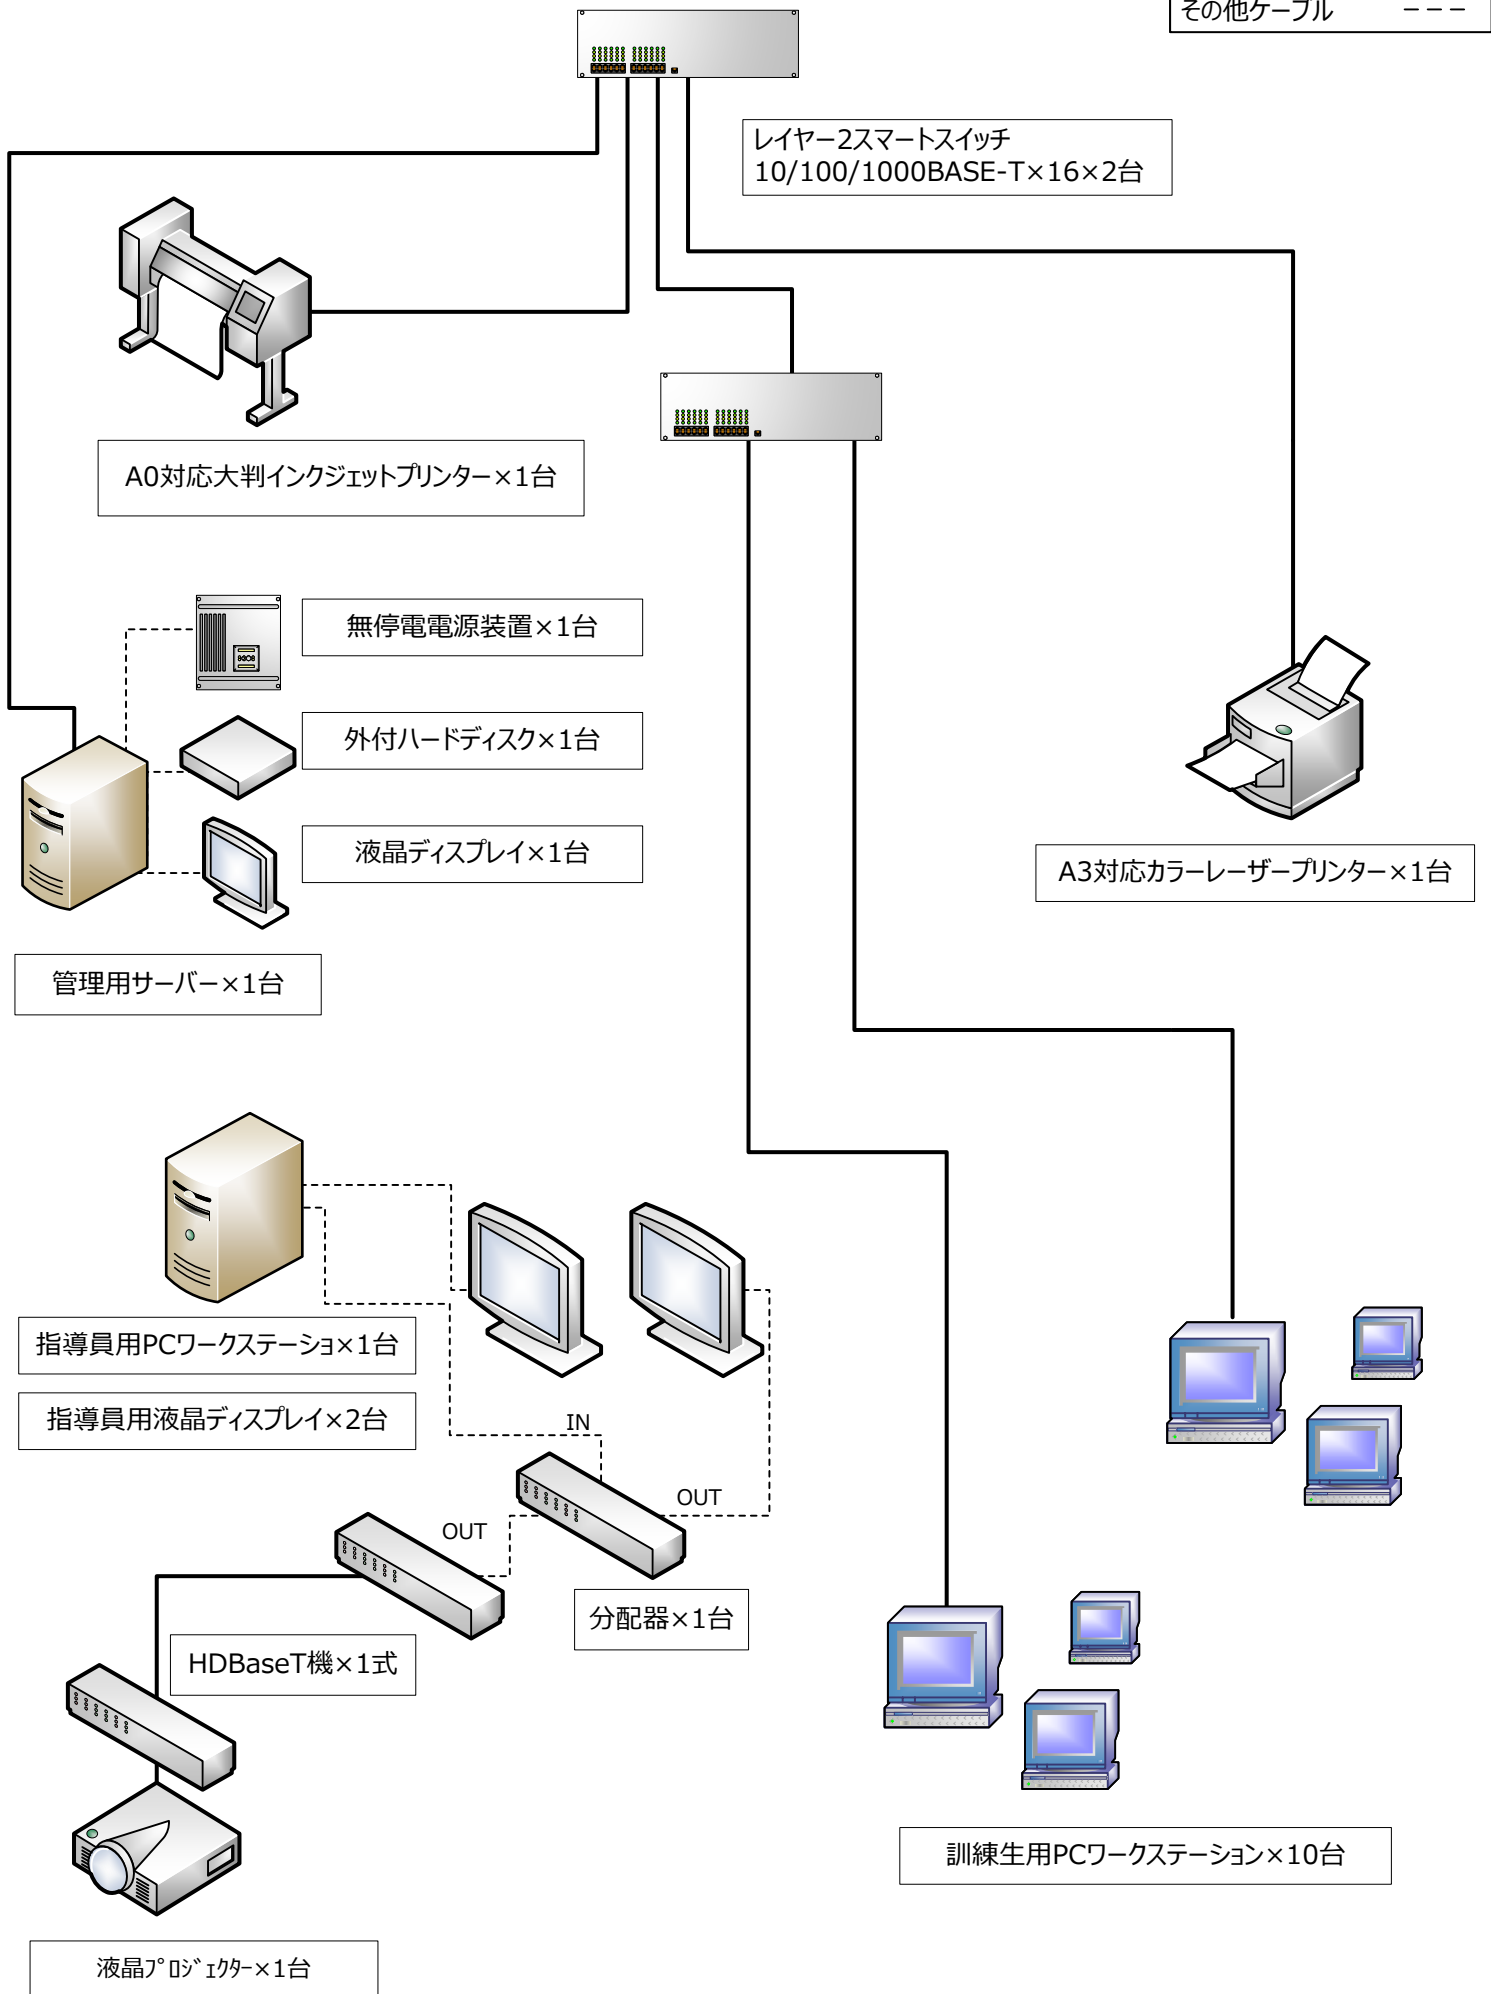 その他ケーブル ---
レイヤー2スマートスイッチ
10/100/1000BASE-T×16×2台
A0対応大判インクジェットプリンター×1台
無停電電源装置×1台
外付ハードディスク×1台
液晶ディスプレイ×1台
A3対応カラーレーザープリンター×1台
管理用サーバー×1台
指導員用PCワークステーショ×1台
指導員用液晶ディスプレイ×2台
IN
OUT
OUT
分配器×1台
HDBaseT機×1式
訓練生用PCワークステーション×10台
液晶ﾌﾟﾛｼﾞｪｸﾀｰ×1台